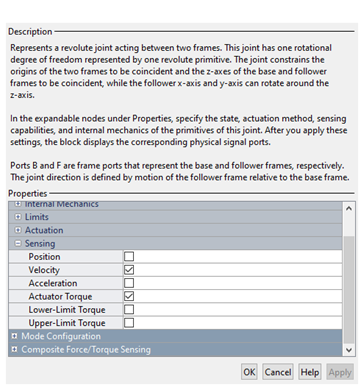 Description
Represents a revolute joint acting between two frames. This joint has one rotational
degree of freedom represented by one revolute primitive. The joint constrains the
origins of the two frames to be coincident and the z-axes of the base and follower
frames to be coincident, while the follower x-axis and y-axis can rotate around the
z-axis.
In the expandable nodes under Properties, specify the state, actuation method, sensing
capabilities, and internal mechanics of the primitives of this joint. After you apply these
settings, the block displays the corresponding physical signal ports.
Ports B and F are frame ports that represent the base and follower frames, respectively.
The joint direction is defined by motion of the follower frame relative to the base frame.
Properties
Internal Mechanics
Limits
Actuation
Sensing
Position
Velocity
Acceleration
Actuator Torque
Lower-Limit Torque
Upper-Limit Torque
Mode Configuration
Composite Force/Torque Sensing
OK Cancel Help Apply